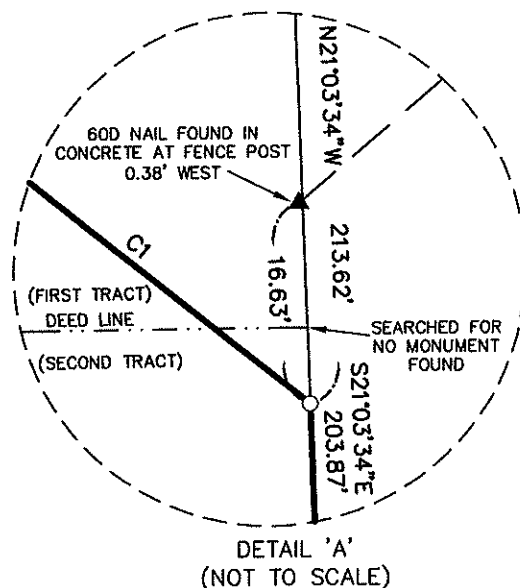 N21°03'34"W
60D NAIL FOUND IN
CONCRETE AT FENCE POST
0.38' WEST
C1
213.62'
16.63'
(FIRST TRACT)
DEED LINE
(SECOND TRACT)
SEARCHED FOR
NO MONUMENT
FOUND
S21°03'34"E
203.87'
DETAIL 'A'
(NOT TO SCALE)